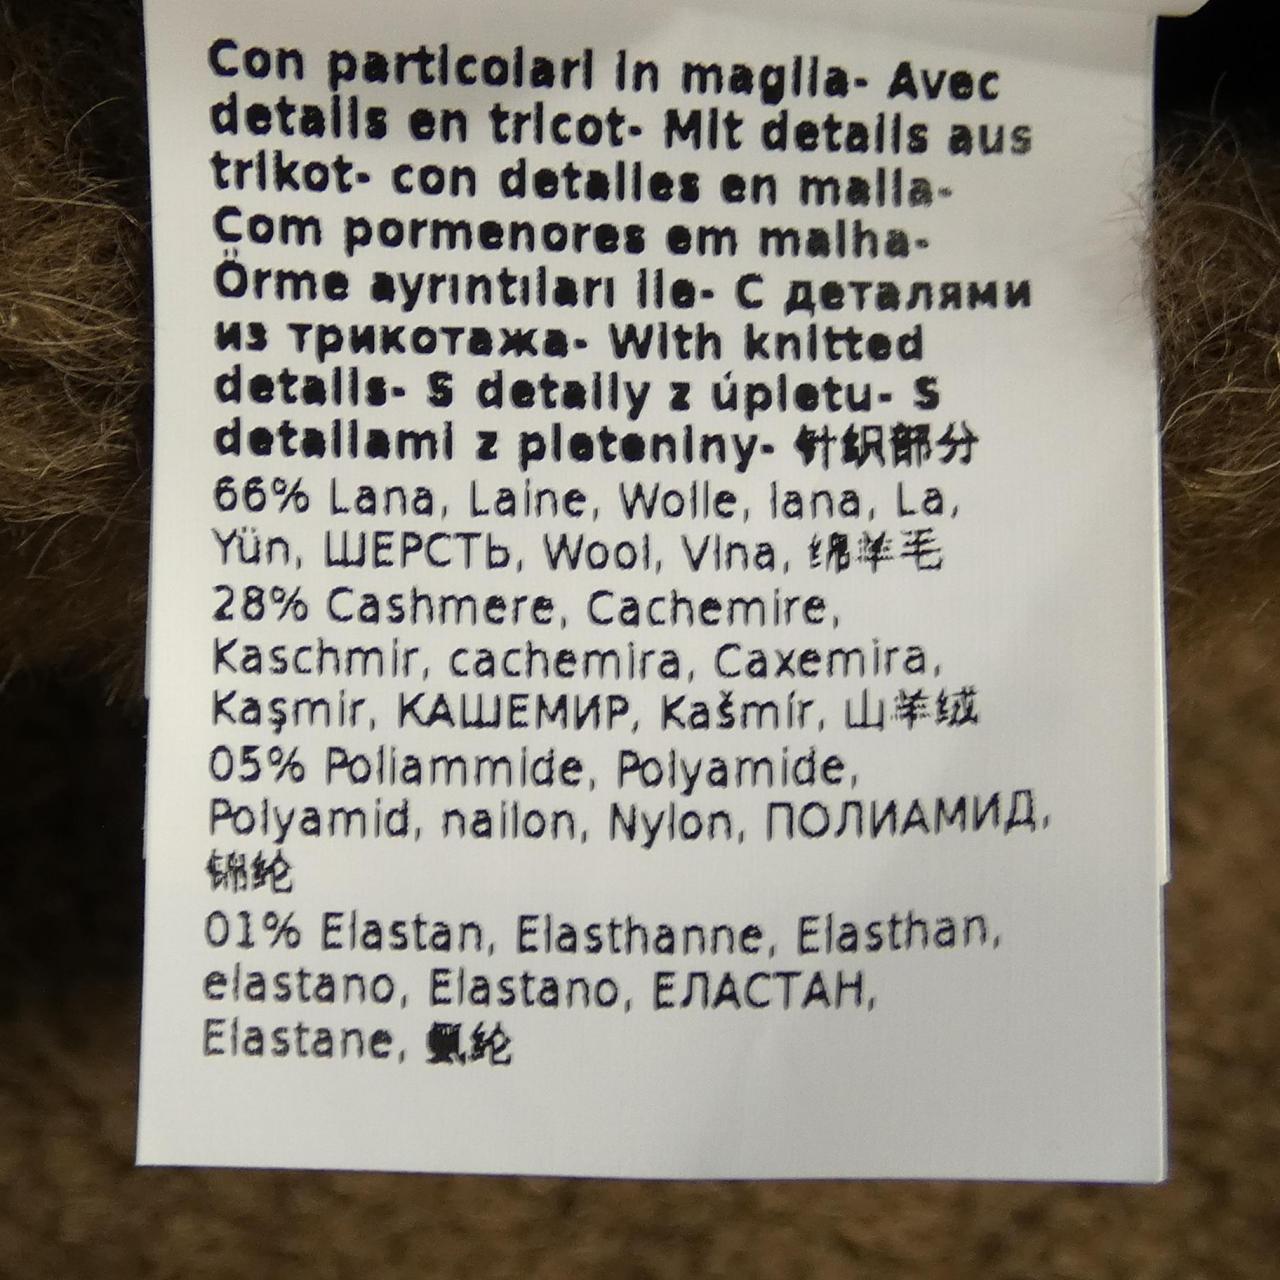 Con particolari in maglia- Avec
details en tricot- Mit details aus
trikot- con detalles en malla-
Com pormenores em malha-
Örme ayrıntıları ile- С деталями
из трикотажа- With knitted
details- S detaily z úpletu- S
detailami z pleteniny- 针织部分
66% Lana, Laine, Wolle, lana, La,
Yün, ШЕРСТЬ, Wool, Vlna, 绵羊毛
28% Cashmere, Cachemire,
Kaschmir, cachemira, Caxemira,
Kaşmir, КАШЕМИР, Kašmír, 山羊绒
05% Poliammide, Polyamide,
Polyamid, nailon, Nylon, ПОЛИАМИД,
锦纶
01% Elastan, Elasthanne, Elasthan,
elastano, Elastano, ЕЛАСТАН,
Elastane, 氨纶